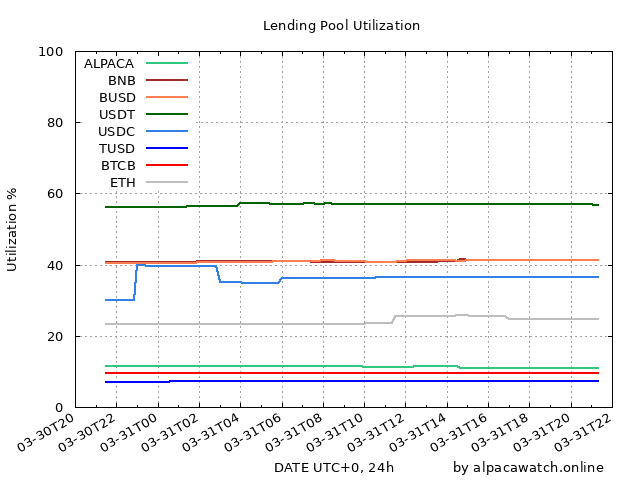 Lending Pool Utilization
100
80
60
40
20
0
Utilization %
ALPACA
BNB
BUSD
USDT
USDC
TUSD
BTCB
ETH
03-30T20
03-30T22
03-31T00
03-31T02
03-31T04
03-31T06
03-31T08
03-31T10
03-31T12
03-31T14
03-31T16
03-31T18
03-31T20
03-31T22
DATE UTC+0, 24h
by alpacawatch.online